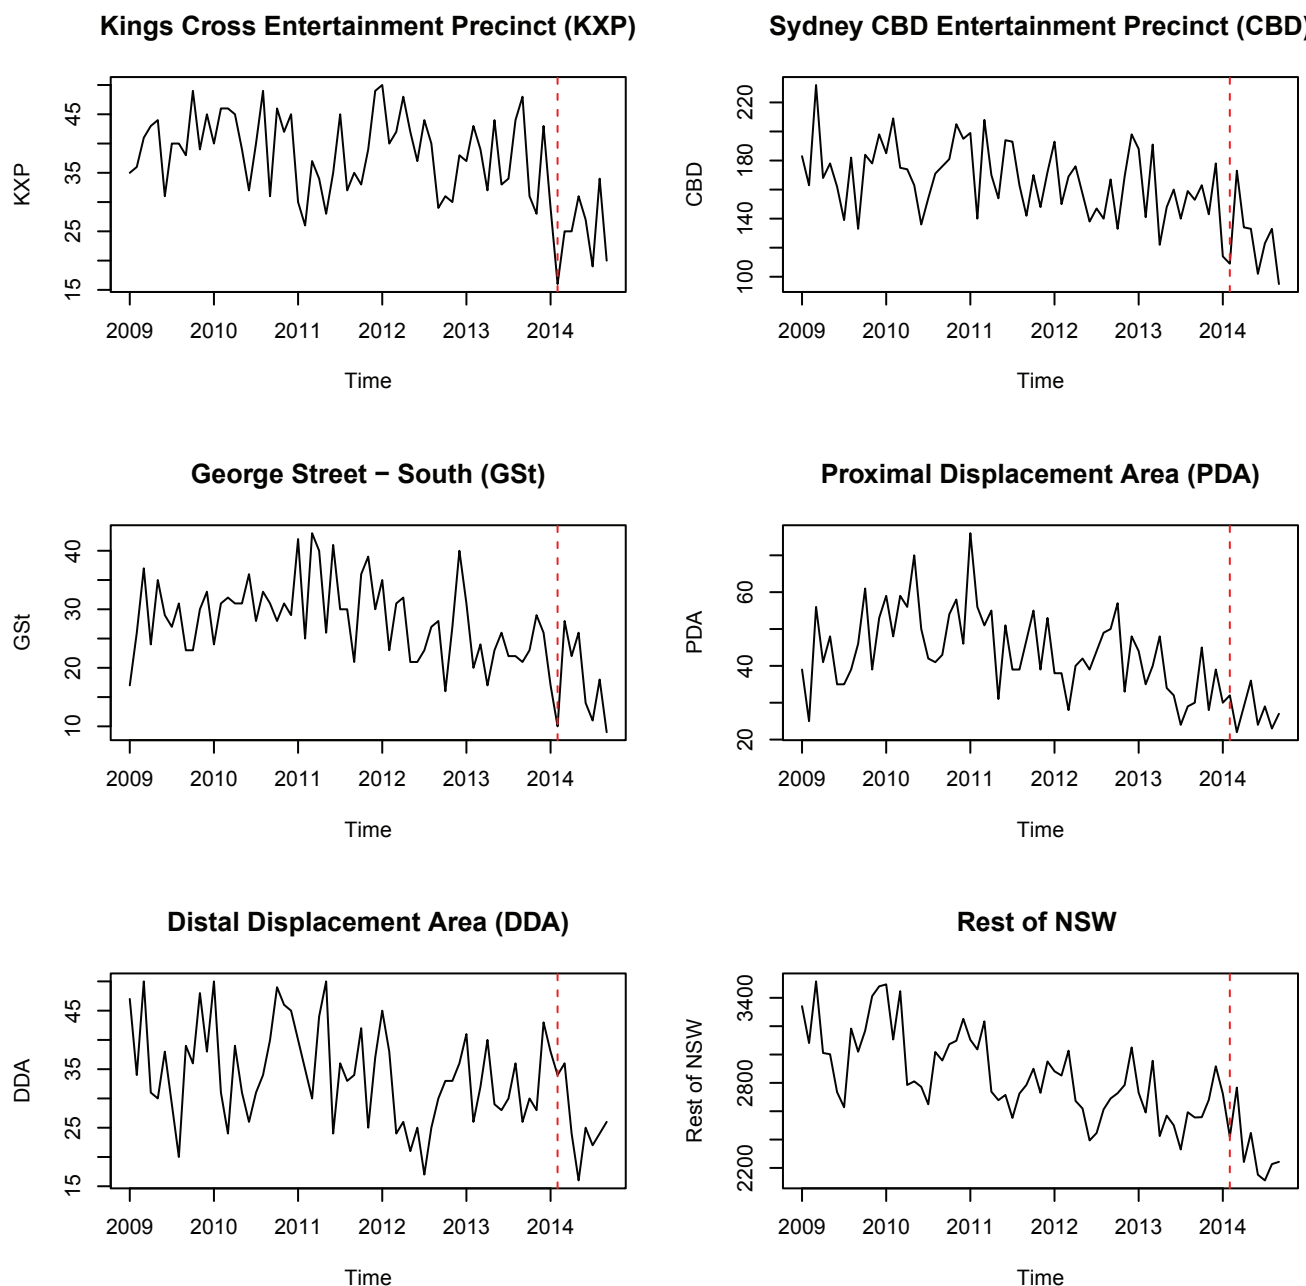 Kings Cross Entertainment Precinct (KXP)
KXP
45
35
25
15
2009 2010 2011 2012 2013 2014
Time
Sydney CBD Entertainment Precinct (CBD)
CBD
220
180
140
100
2009 2010 2011 2012 2013 2014
Time
George Street − South (GSt)
GSt
40
30
20
10
2009 2010 2011 2012 2013 2014
Time
Proximal Displacement Area (PDA)
PDA
60
40
20
2009 2010 2011 2012 2013 2014
Time
Distal Displacement Area (DDA)
DDA
45
35
25
15
2009 2010 2011 2012 2013 2014
Time
Rest of NSW
Rest of NSW
3400
2800
2200
2009 2010 2011 2012 2013 2014
Time